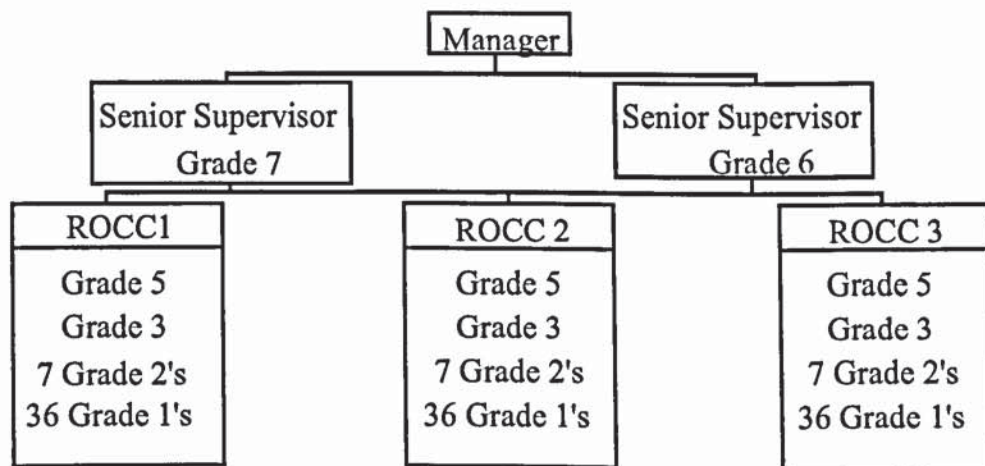 Manager
Senior Supervisor
Grade 7
Senior Supervisor
Grade 6
ROCC1
Grade 5
Grade 3
7 Grade 2's
36 Grade 1's
ROCC 2
Grade 5
Grade 3
7 Grade 2's
36 Grade 1's
ROCC 3
Grade 5
Grade 3
7 Grade 2's
36 Grade 1's